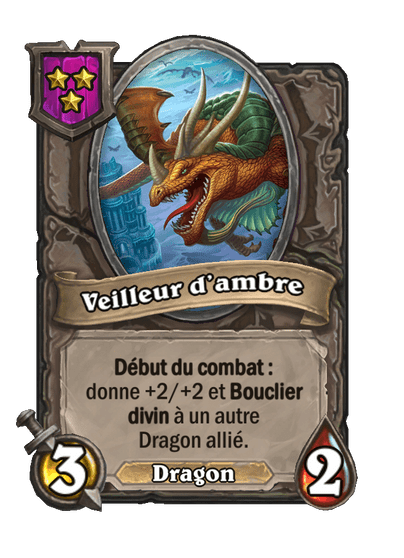 Veilleur d'ambre
Début du combat :
donne +2/+2 et Bouclier
divin à un autre
Dragon allié.
3
Dragon
2